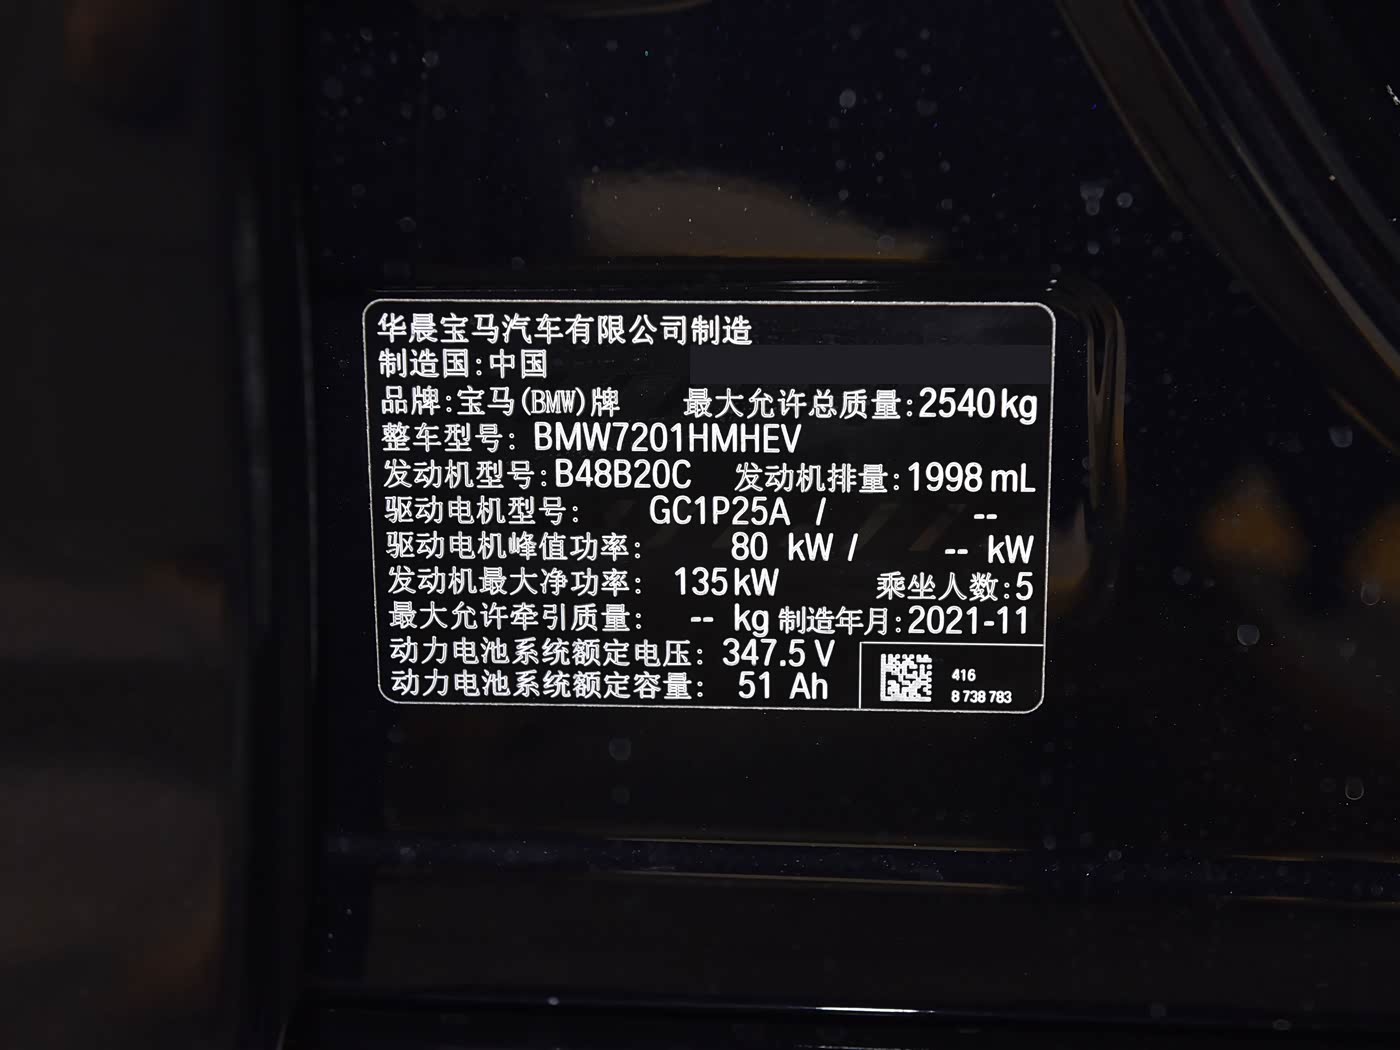 华晨宝马汽车有限公司制造
制造国:中国
品牌:宝马(BMW)牌 最大允许总质量:2540kg
整车型号: BMW7201HMHEV
发动机型号:B48B20C 发动机排量:1998 mL
驱动电机型号: GC1P25A / --
驱动电机峰值功率: 80 kW / -- kW
发动机最大净功率: 135kW 乘坐人数:5
最大允许牵引质量: -- kg 制造年月:2021-11
动力电池系统额定电压: 347.5 V
动力电池系统额定容量: 51 Ah
416
8 738 783